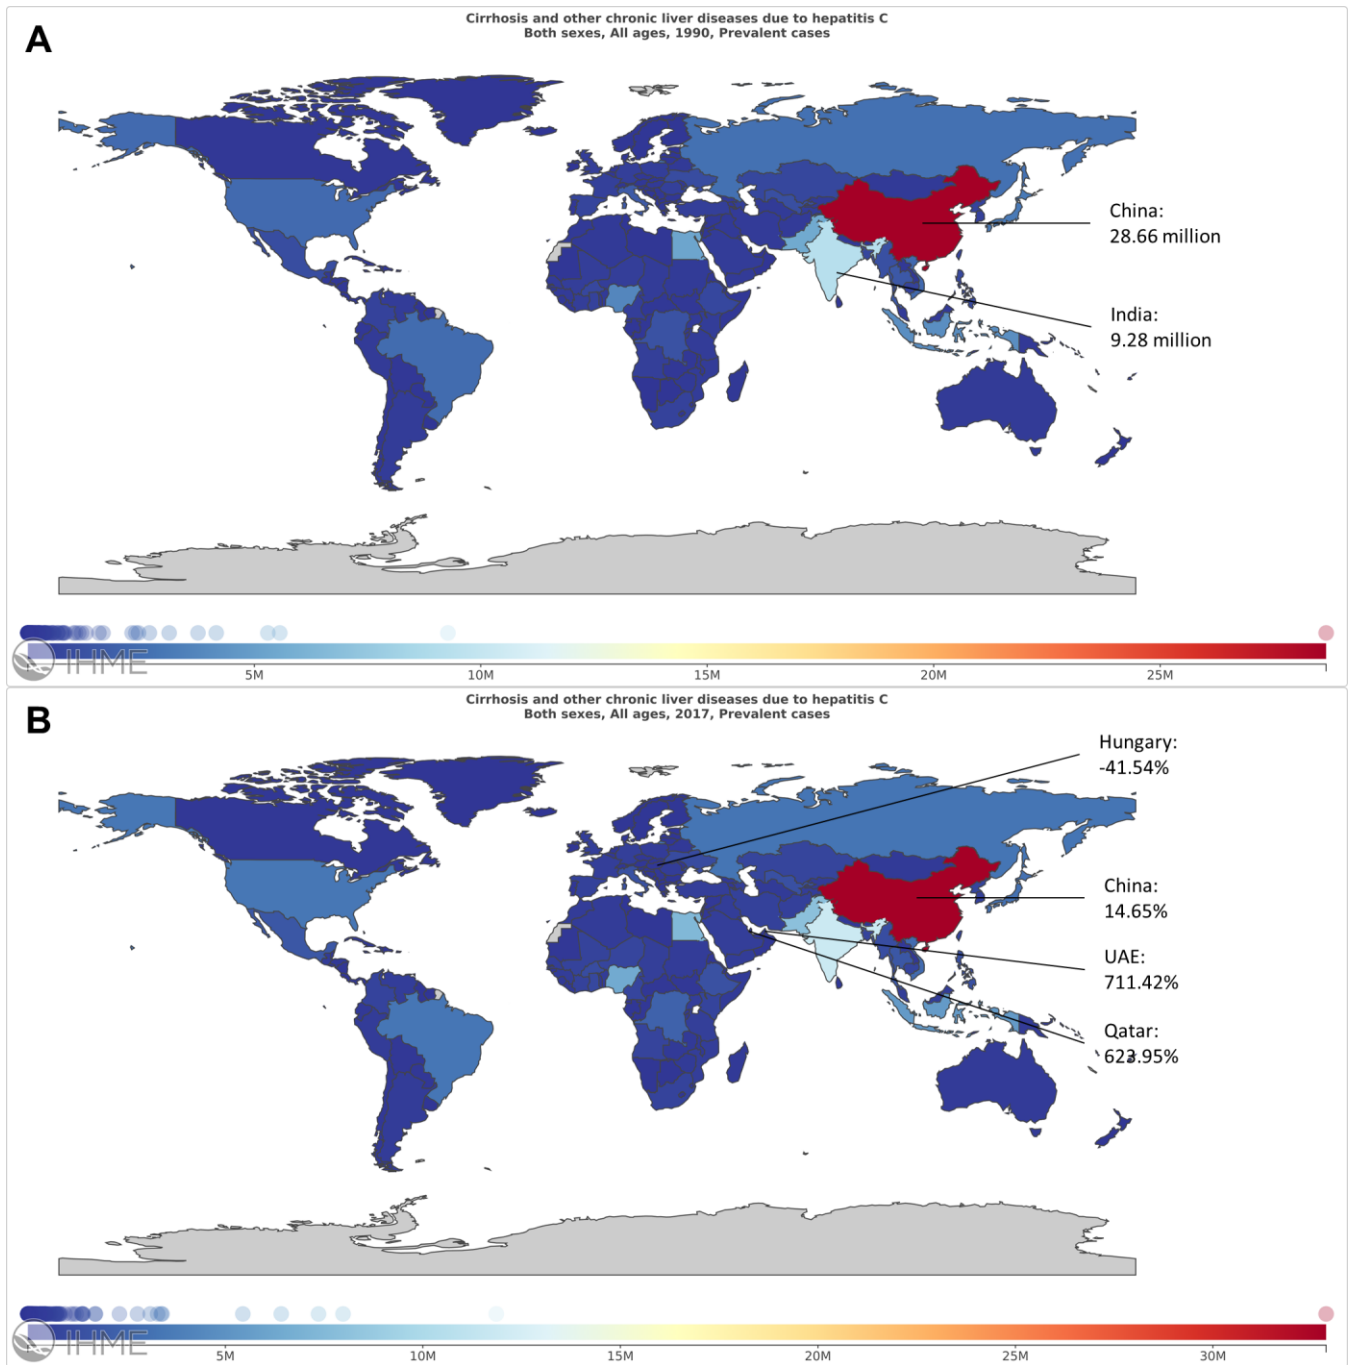 A
Cirrhosis and other chronic liver diseases due to hepatitis C
Both sexes, All ages, 1990, Prevalent cases
China:
28.66 million
India:
9.28 million
IHME
5M 10M 15M 20M 25M
B
Cirrhosis and other chronic liver diseases due to hepatitis C
Both sexes, All ages, 2017, Prevalent cases
Hungary:
-41.54%
China:
14.65%
UAE:
711.42%
Qatar:
623.95%
IHME
5M 10M 15M 20M 25M 30M